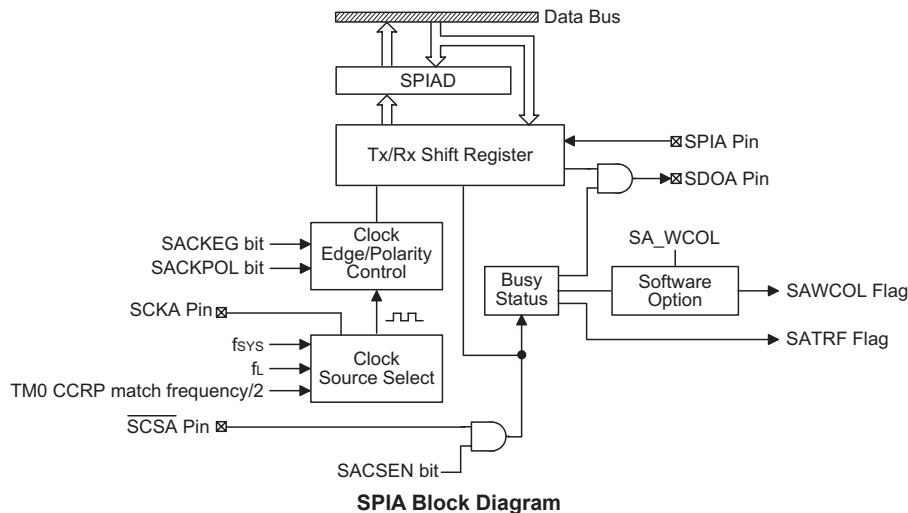 Data Bus
SPIAD
Tx/Rx Shift Register
SPIA Pin
SDOA Pin
SACKEG bit
SACKPOL bit
Clock
Edge/Polarity
Control
SA_WCOL
Busy
Status
Software
Option
SAWCOL Flag
SATRF Flag
SCKA Pin
fSYS
fL
TM0 CCRP match frequency/2
Clock
Source Select
SCSA Pin
SACSEN bit
SPIA Block Diagram